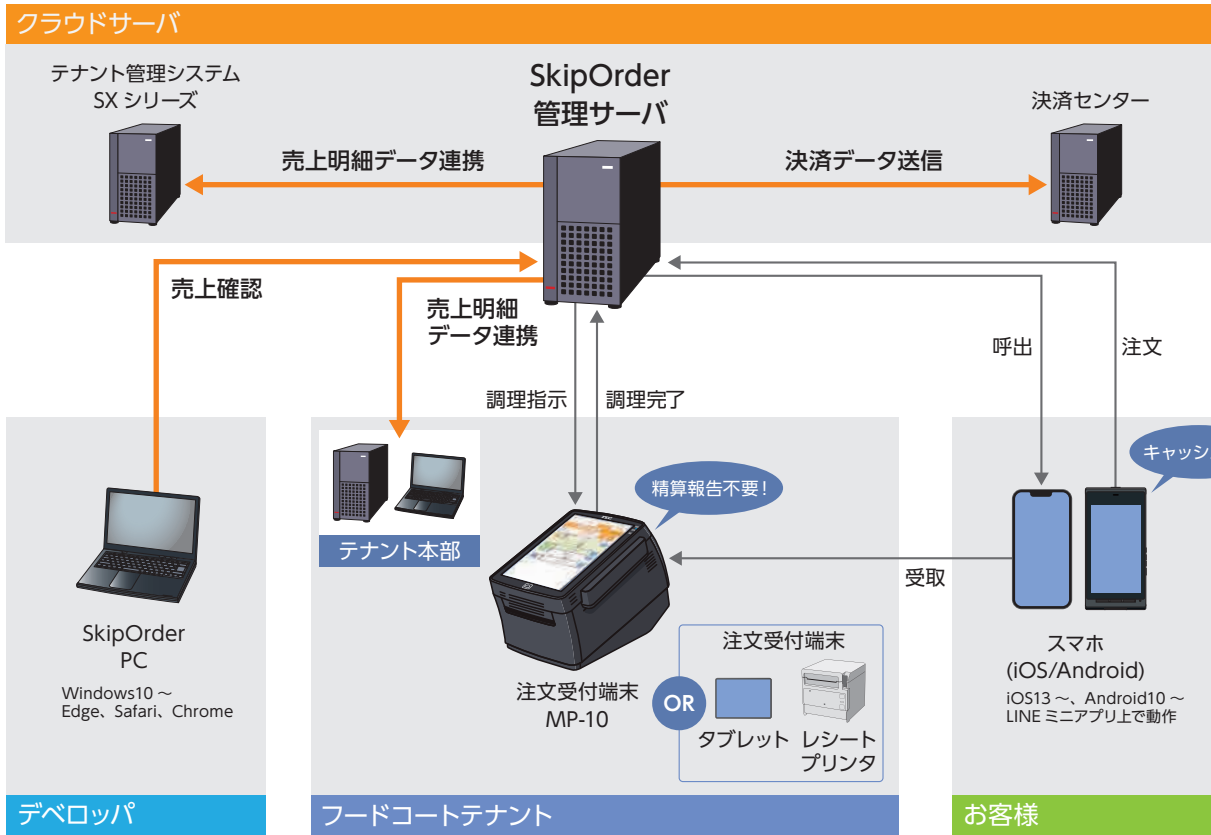 クラウドサーバ
テナント管理システム
SX シリーズ
SkipOrder
管理サーバ
決済センター
売上明細データ連携
決済データ送信
売上確認
売上明細
データ連携
呼出
注文
調理指示
調理完了
キャッシ
精算報告不要！
テナント本部
受取
SkipOrder
PC
Windows10 ～
Edge、Safari、Chrome
注文受付端末
MP-10
OR
注文受付端末
タブレット
レシート
プリンタ
スマホ
(iOS/Android)
iOS13 ～、Android10 ～
LINE ミニアプリ上で動作
デベロッパ
フードコートテナント
お客様